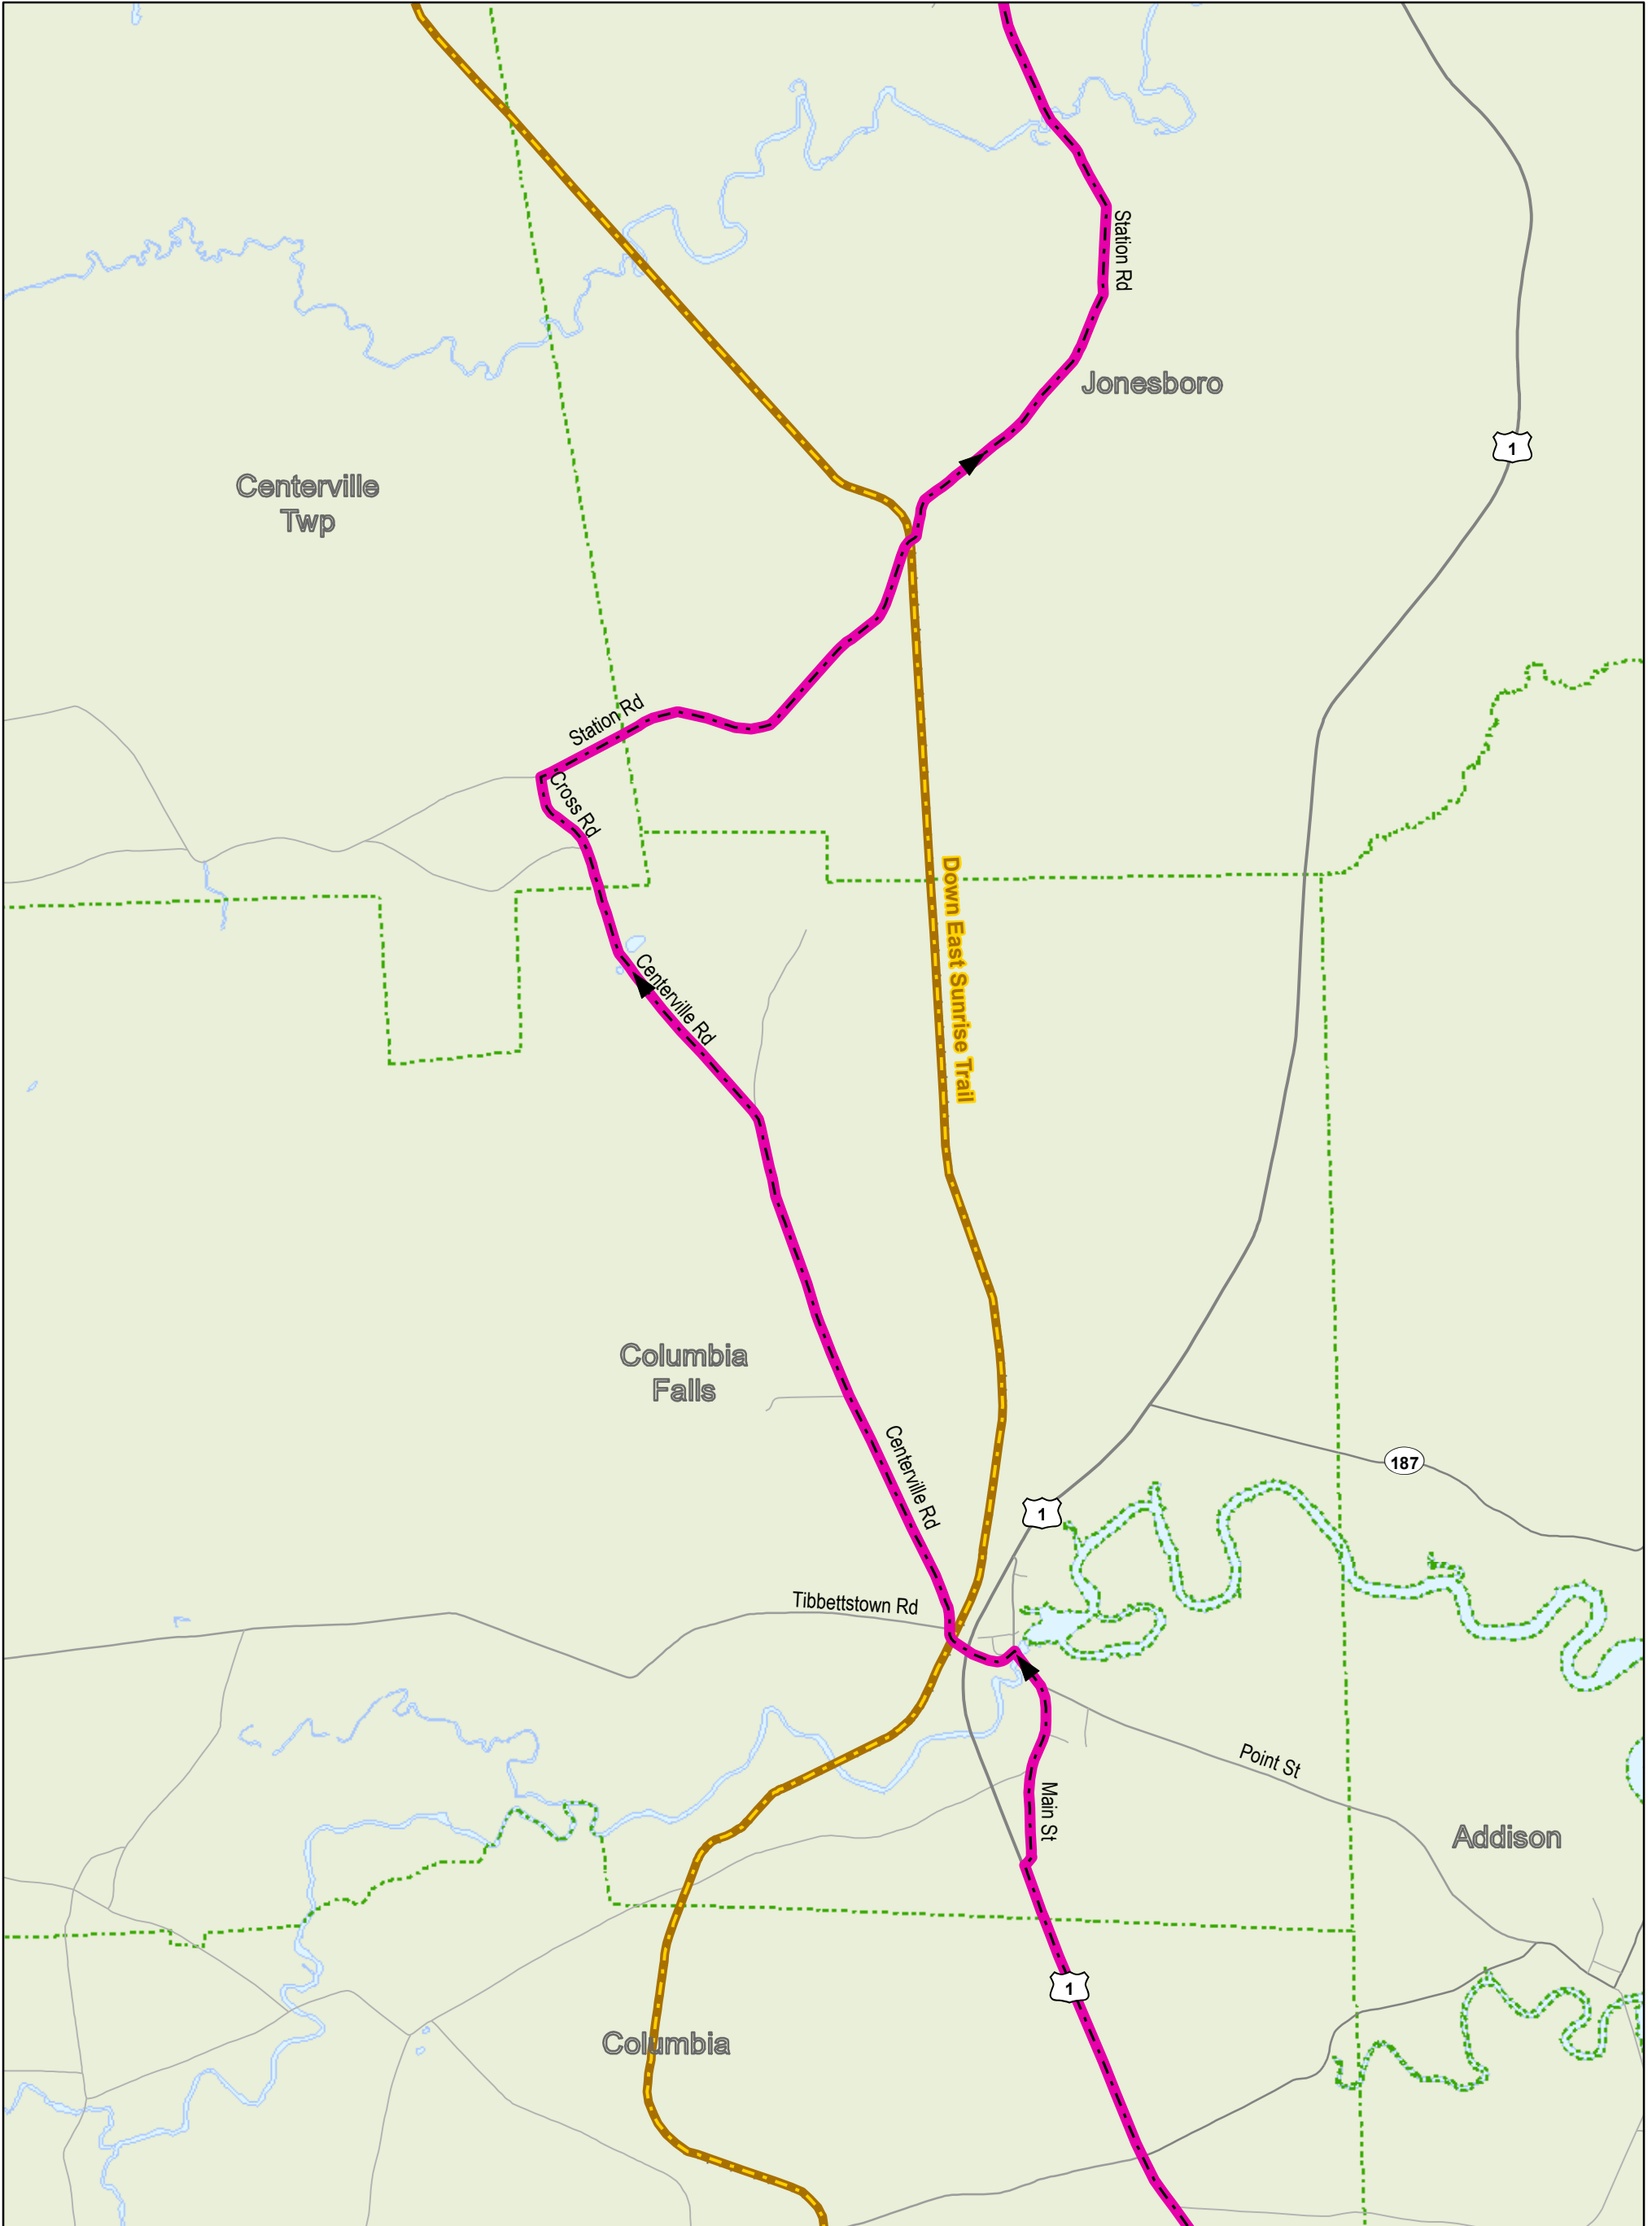 Station Rd
Jonesboro
1
Centerville
Twp
Station Rd
Cross Rd
Down East Sunrise Trail
Centerville Rd
Columbia
Falls
Centerville Rd
187
1
Tibbettstown Rd
Point St
Main St
Addison
1
Columbia